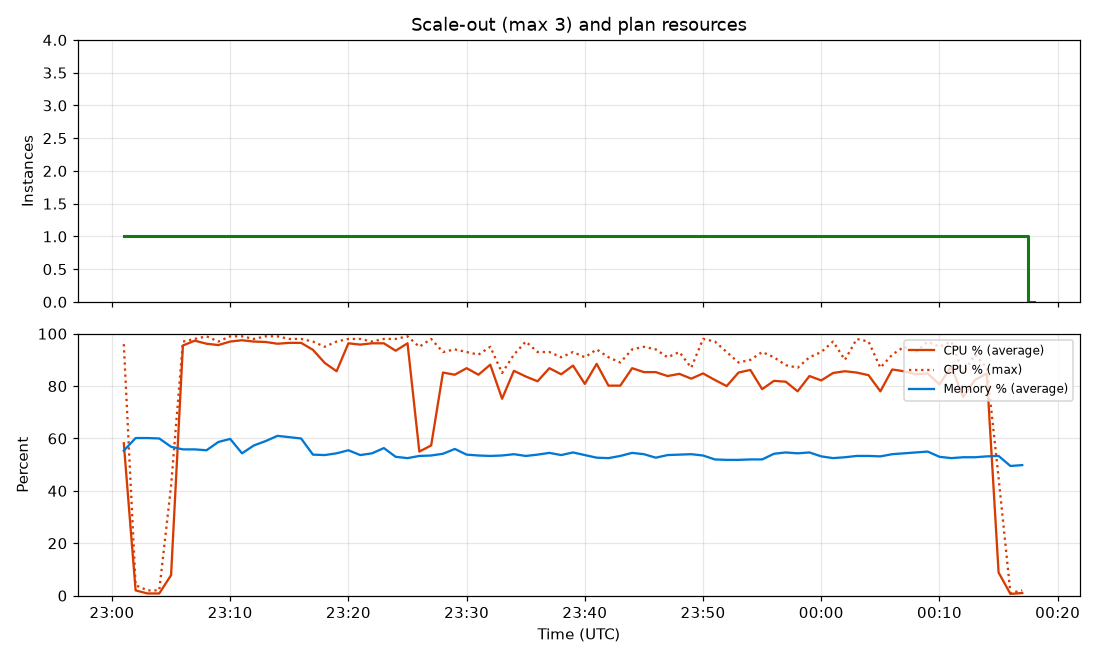 Scale-out (max 3) and plan resources
4.0
3.5
3.0
2.5
2.0
1.5
1.0
0.5
0.0
Instances
100
80
60
40
20
0
Percent
CPU % (average)
CPU % (max)
Memory % (average)
23:00 23:10 23:20 23:30 23:40 23:50 00:00 00:10 00:20
Time (UTC)